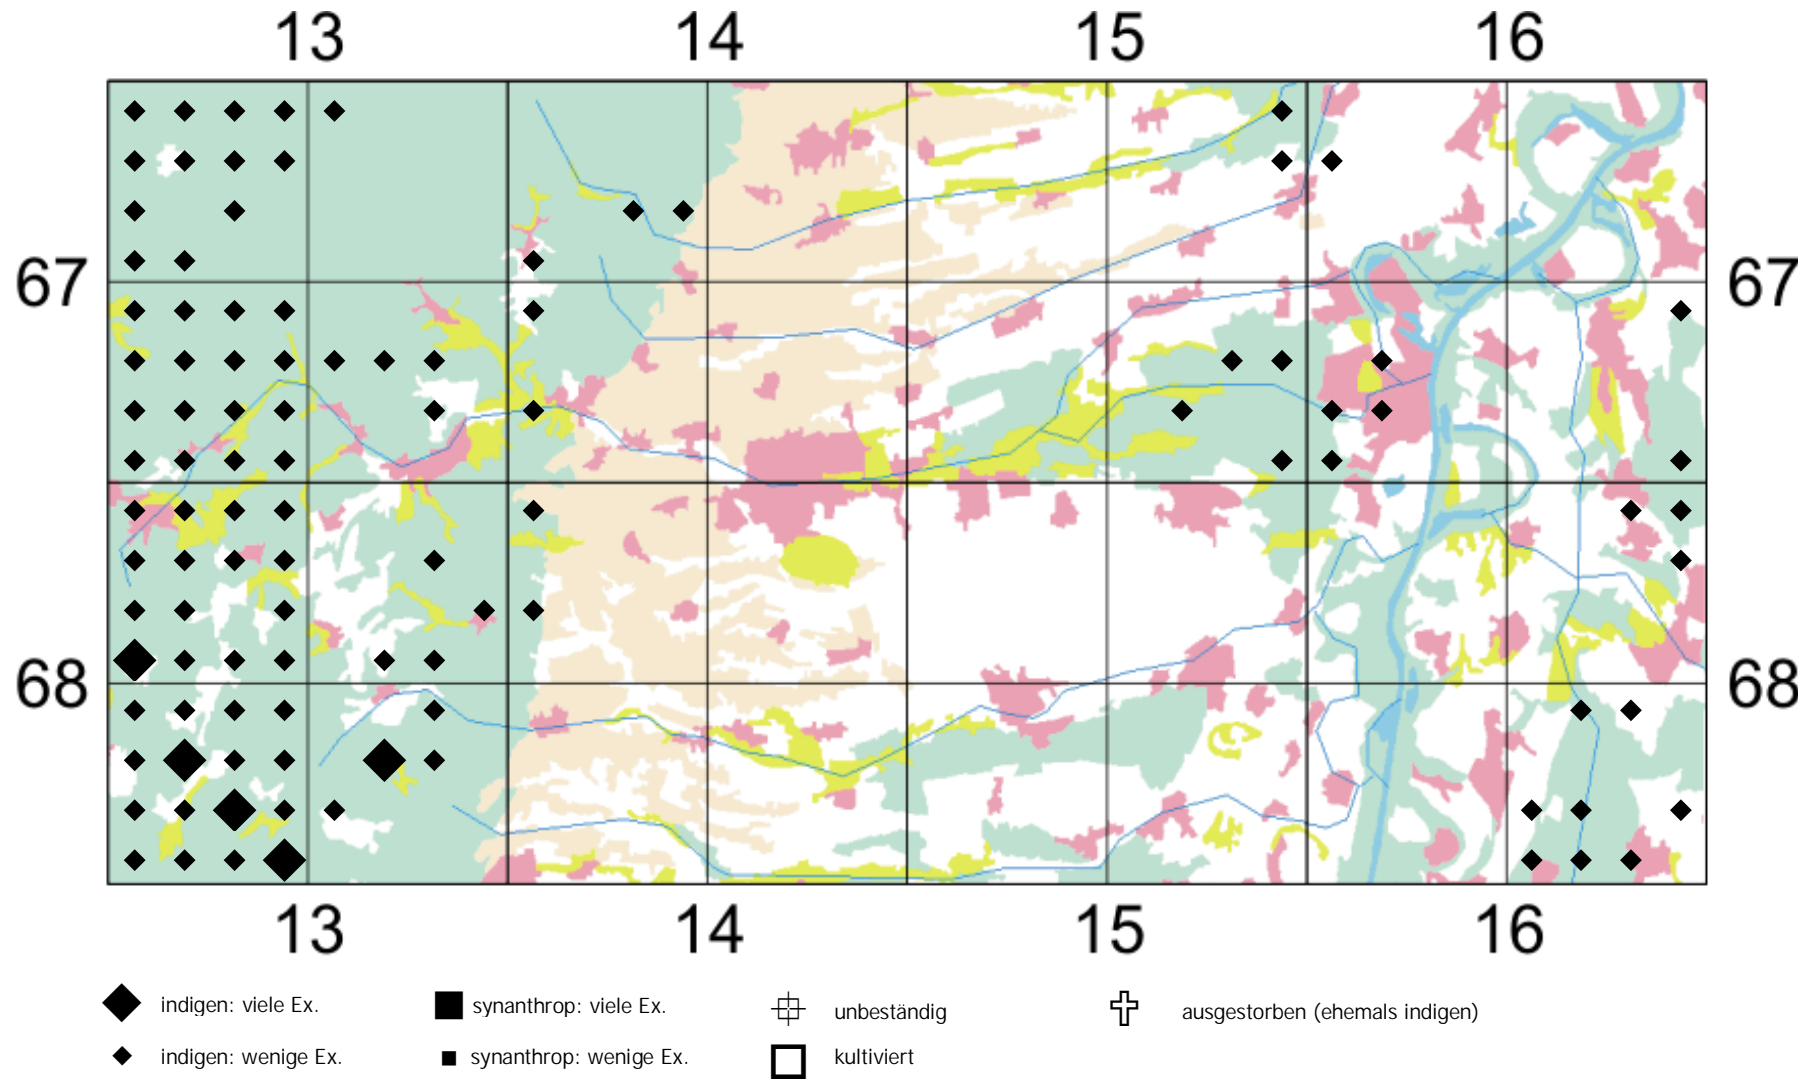 13 14 15 16
67 67
68 68
13 14 15 16
indigen: viele Ex. synanthrop: viele Ex. unbeständig ausgestorben (ehemals indigen)
indigen: wenige Ex. synanthrop: wenige Ex. kultiviert